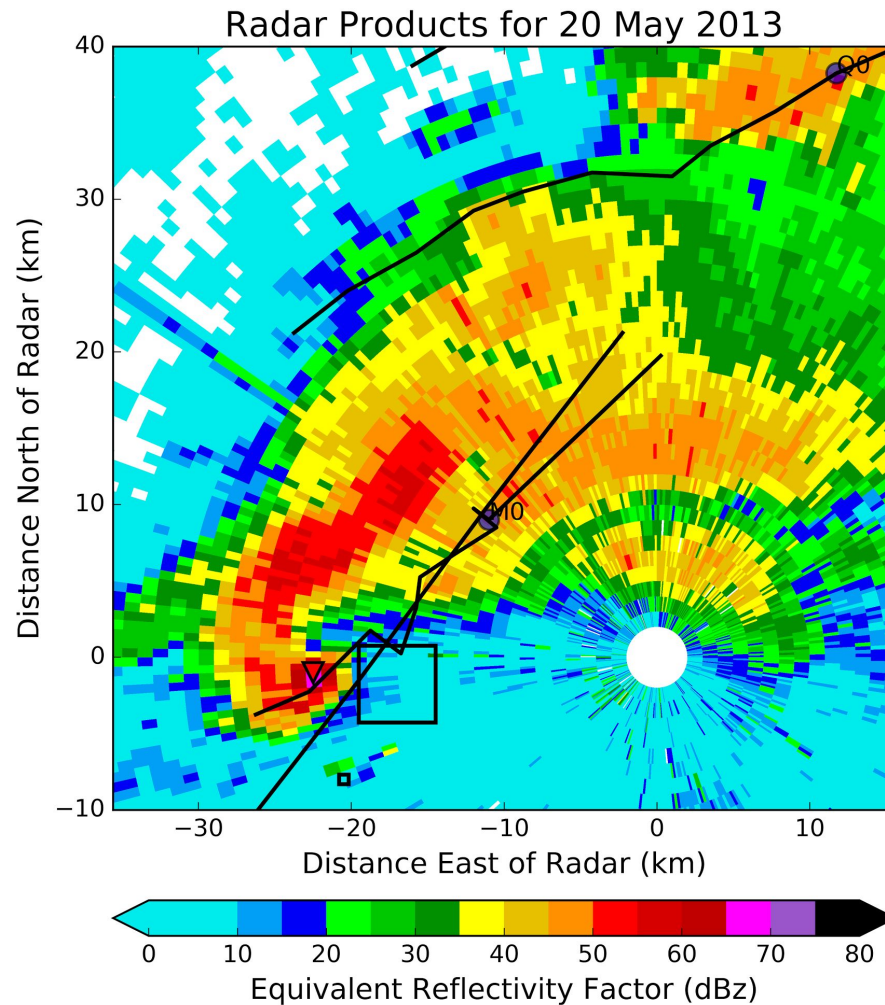 Radar Products for 20 May 2013
40
30
20
10
0
−10
Distance North of Radar (km)
Q0
M0
−30 −20 −10 0 10
Distance East of Radar (km)
0 10 20 30 40 50 60 70 80
Equivalent Reflectivity Factor (dBz)